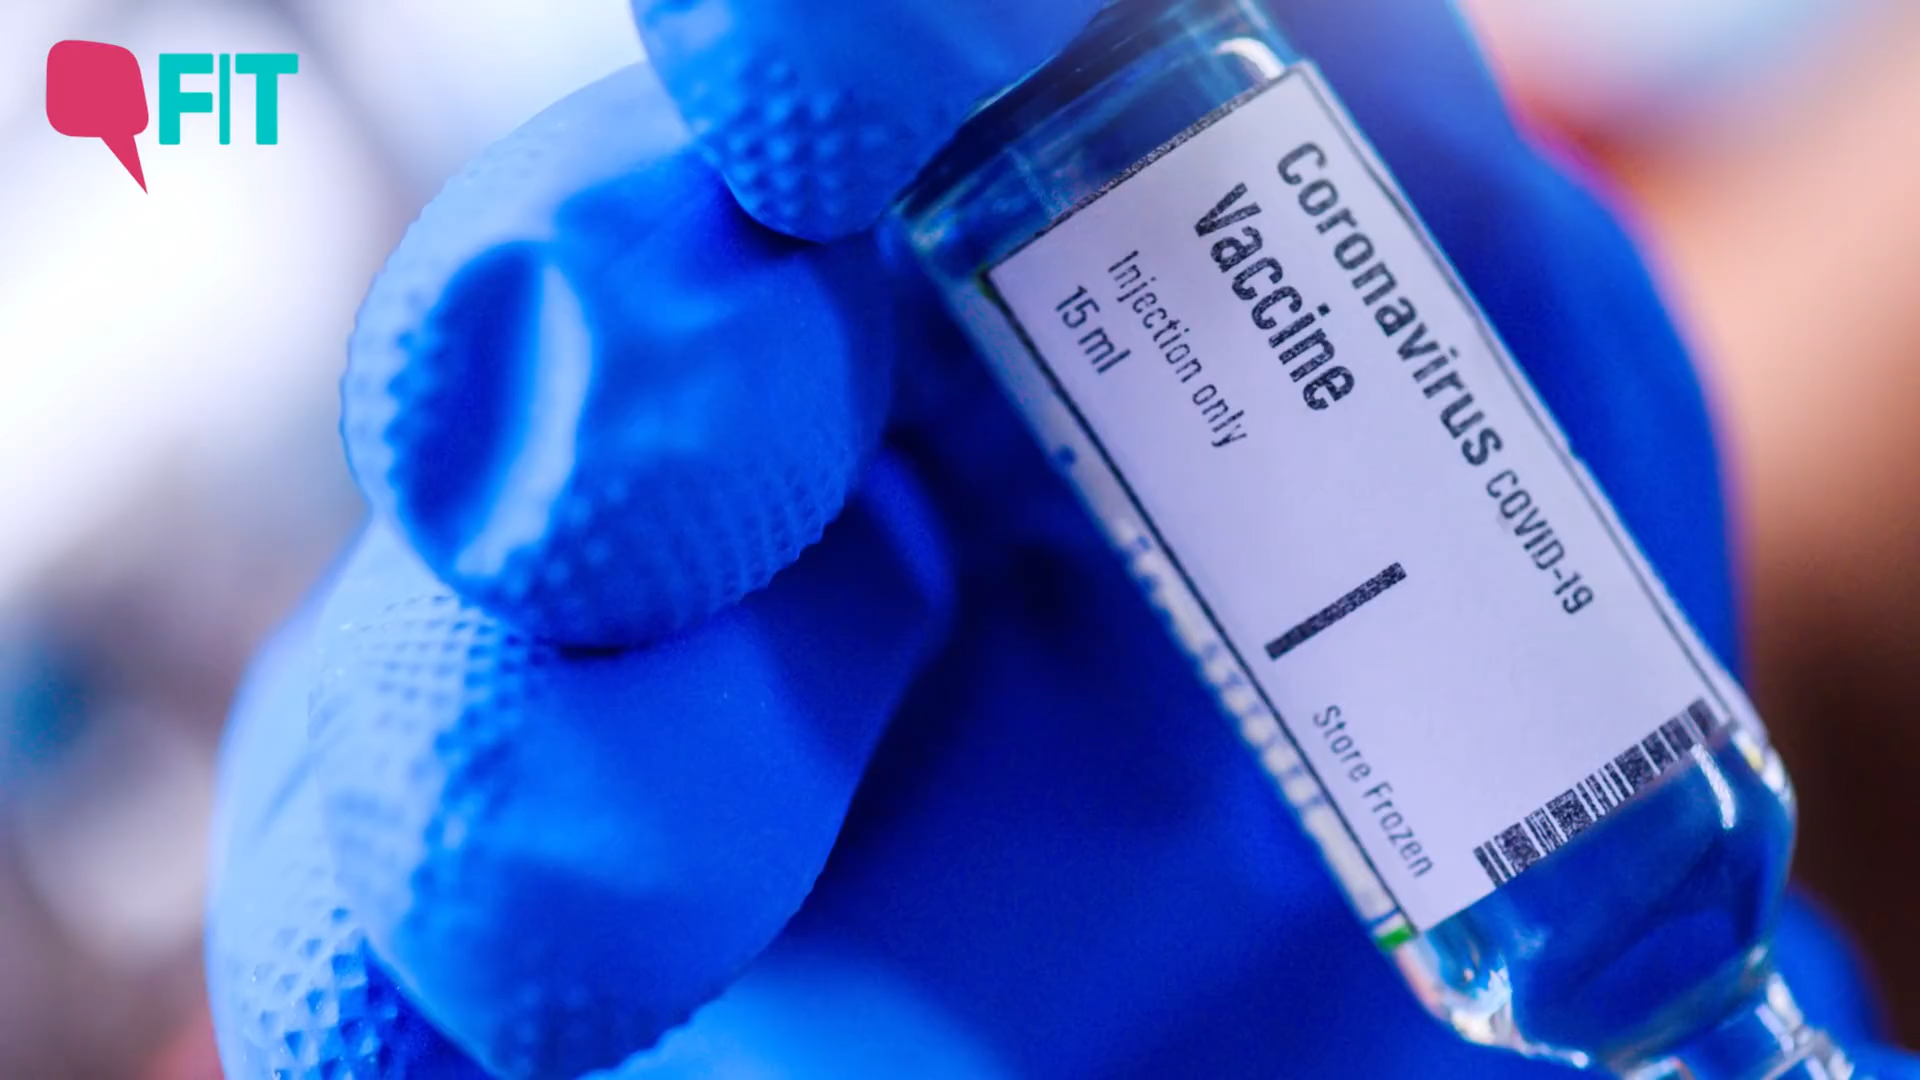 FIT
Coronavirus COVID-19
Vaccine
Injection only
15 ml
Store Frozen